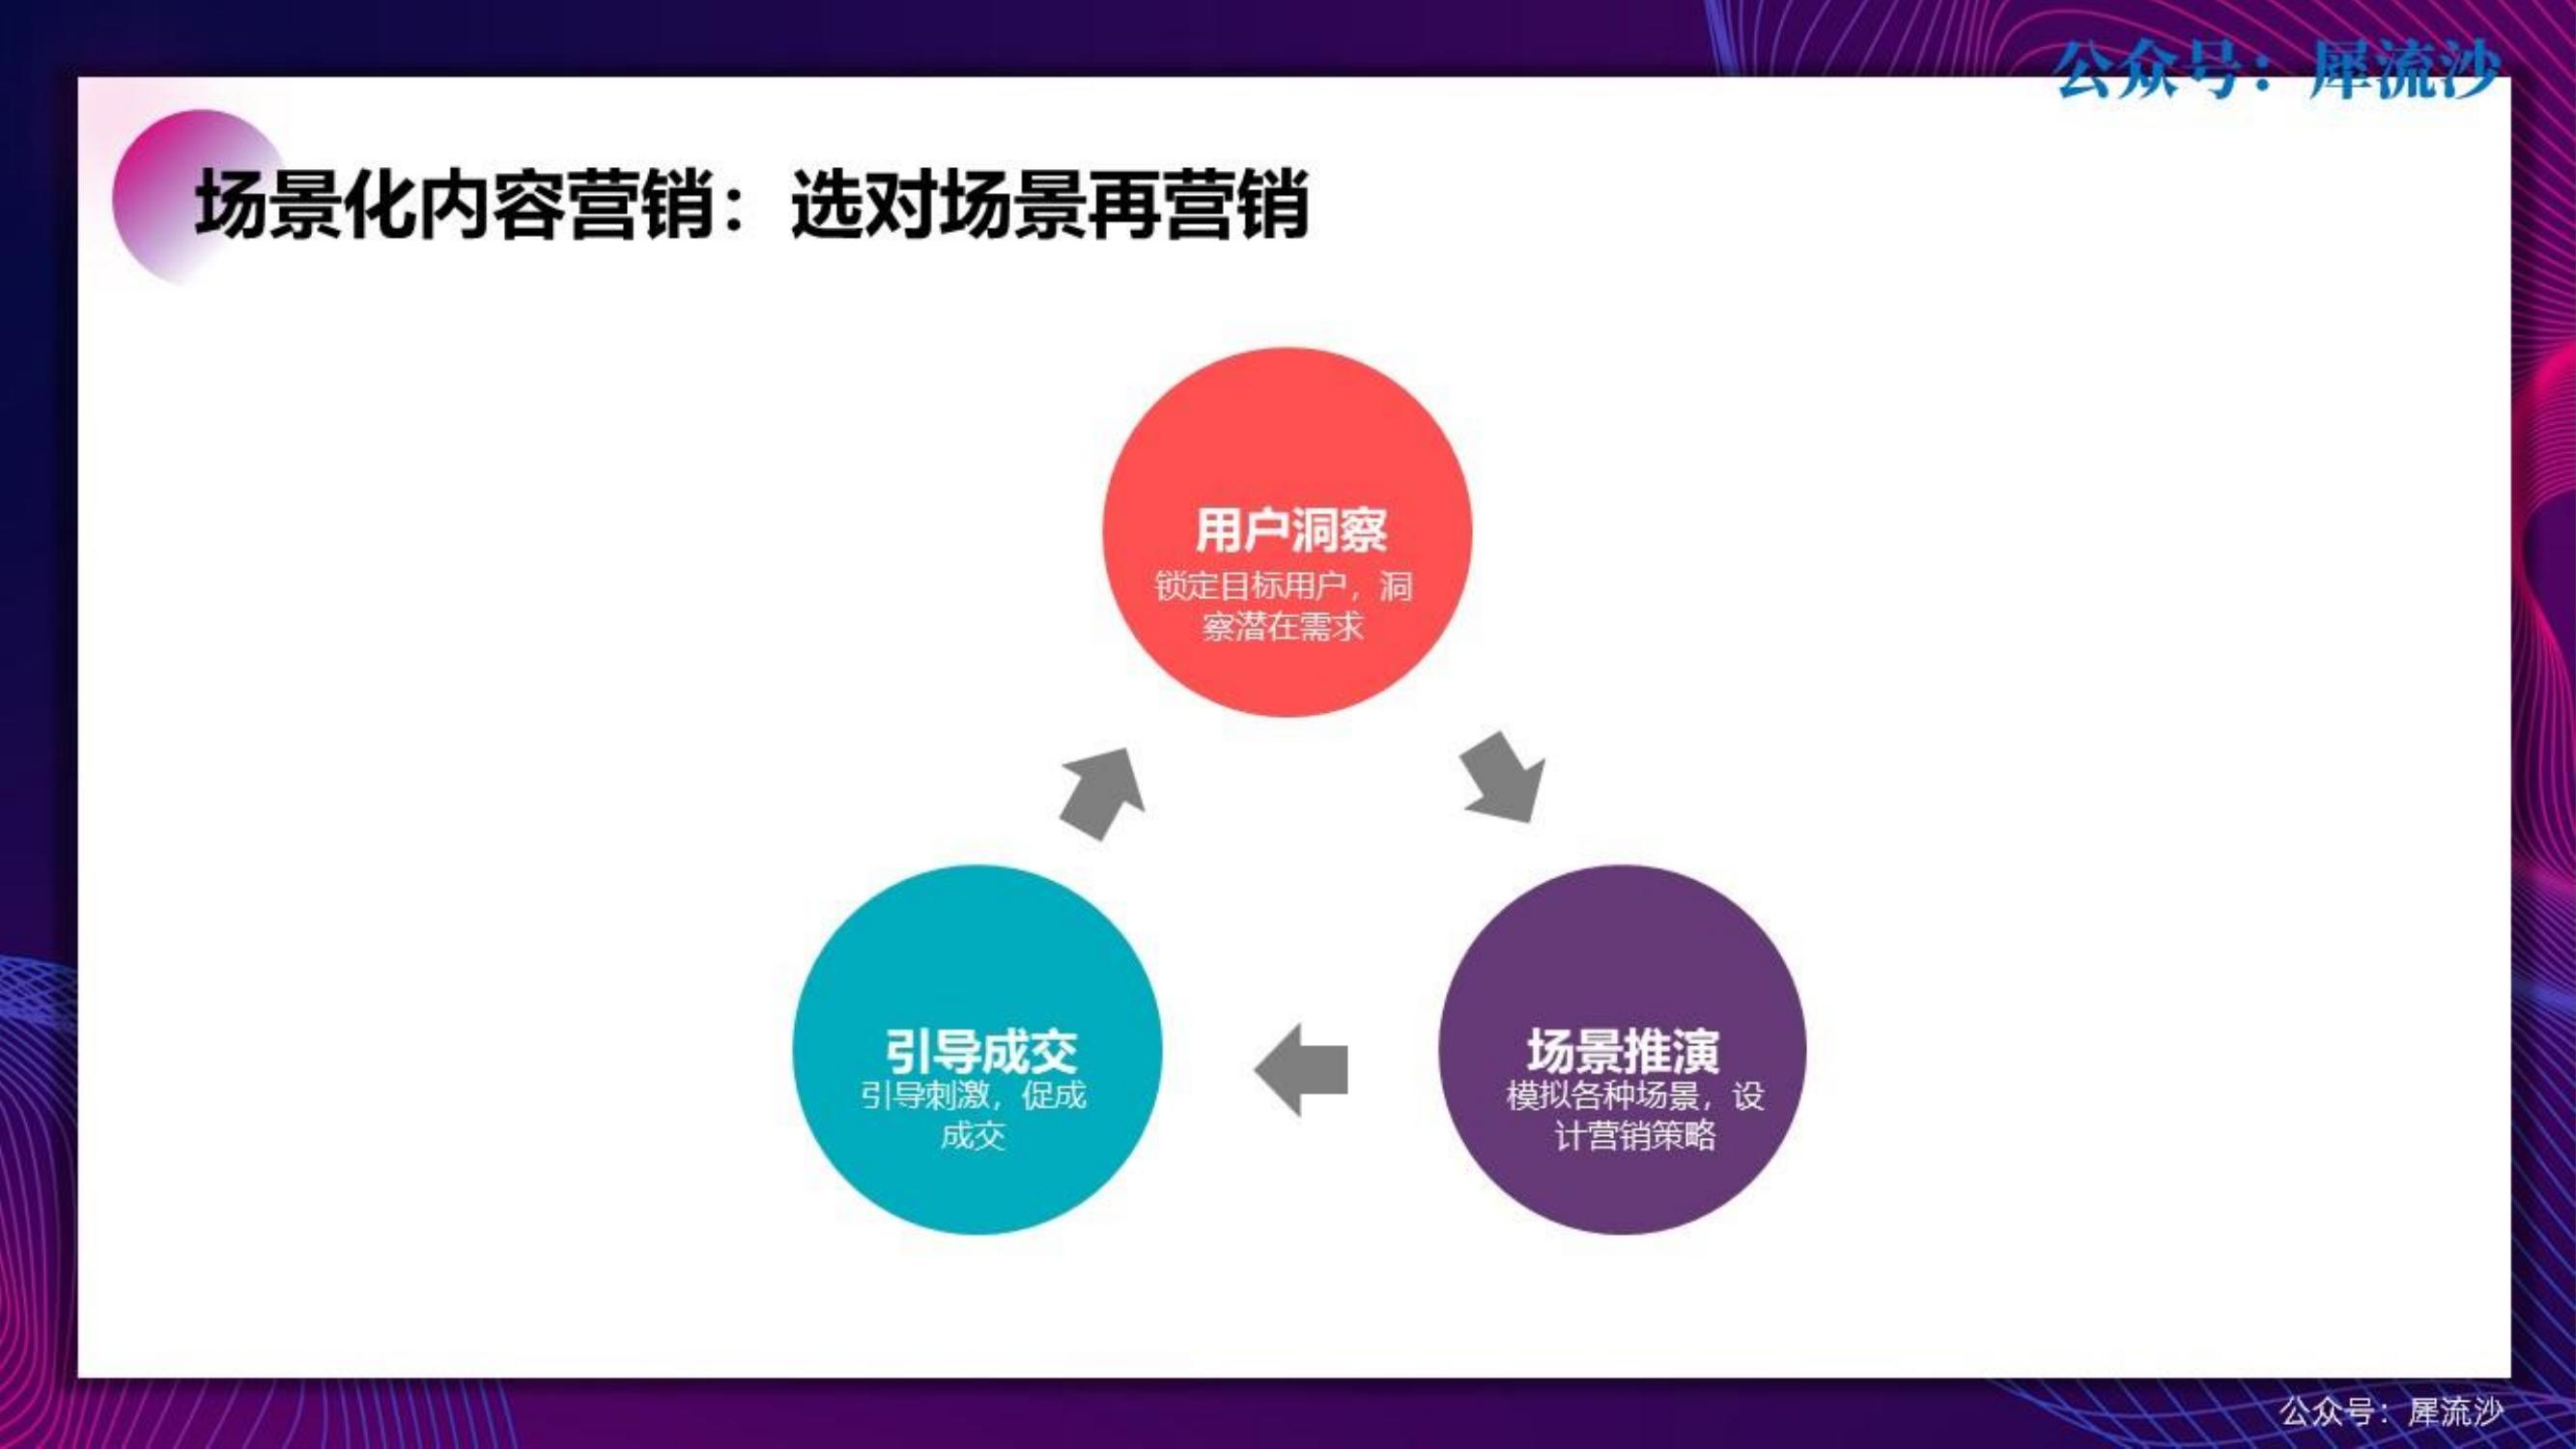 公众号：犀流沙
场景化内容营销：选对场景再营销
用户洞察
锁定目标用户，洞
察潜在需求
引导成交
引导刺激，促成
成交
场景推演
模拟各种场景，设
计营销策略
公众号：犀流沙